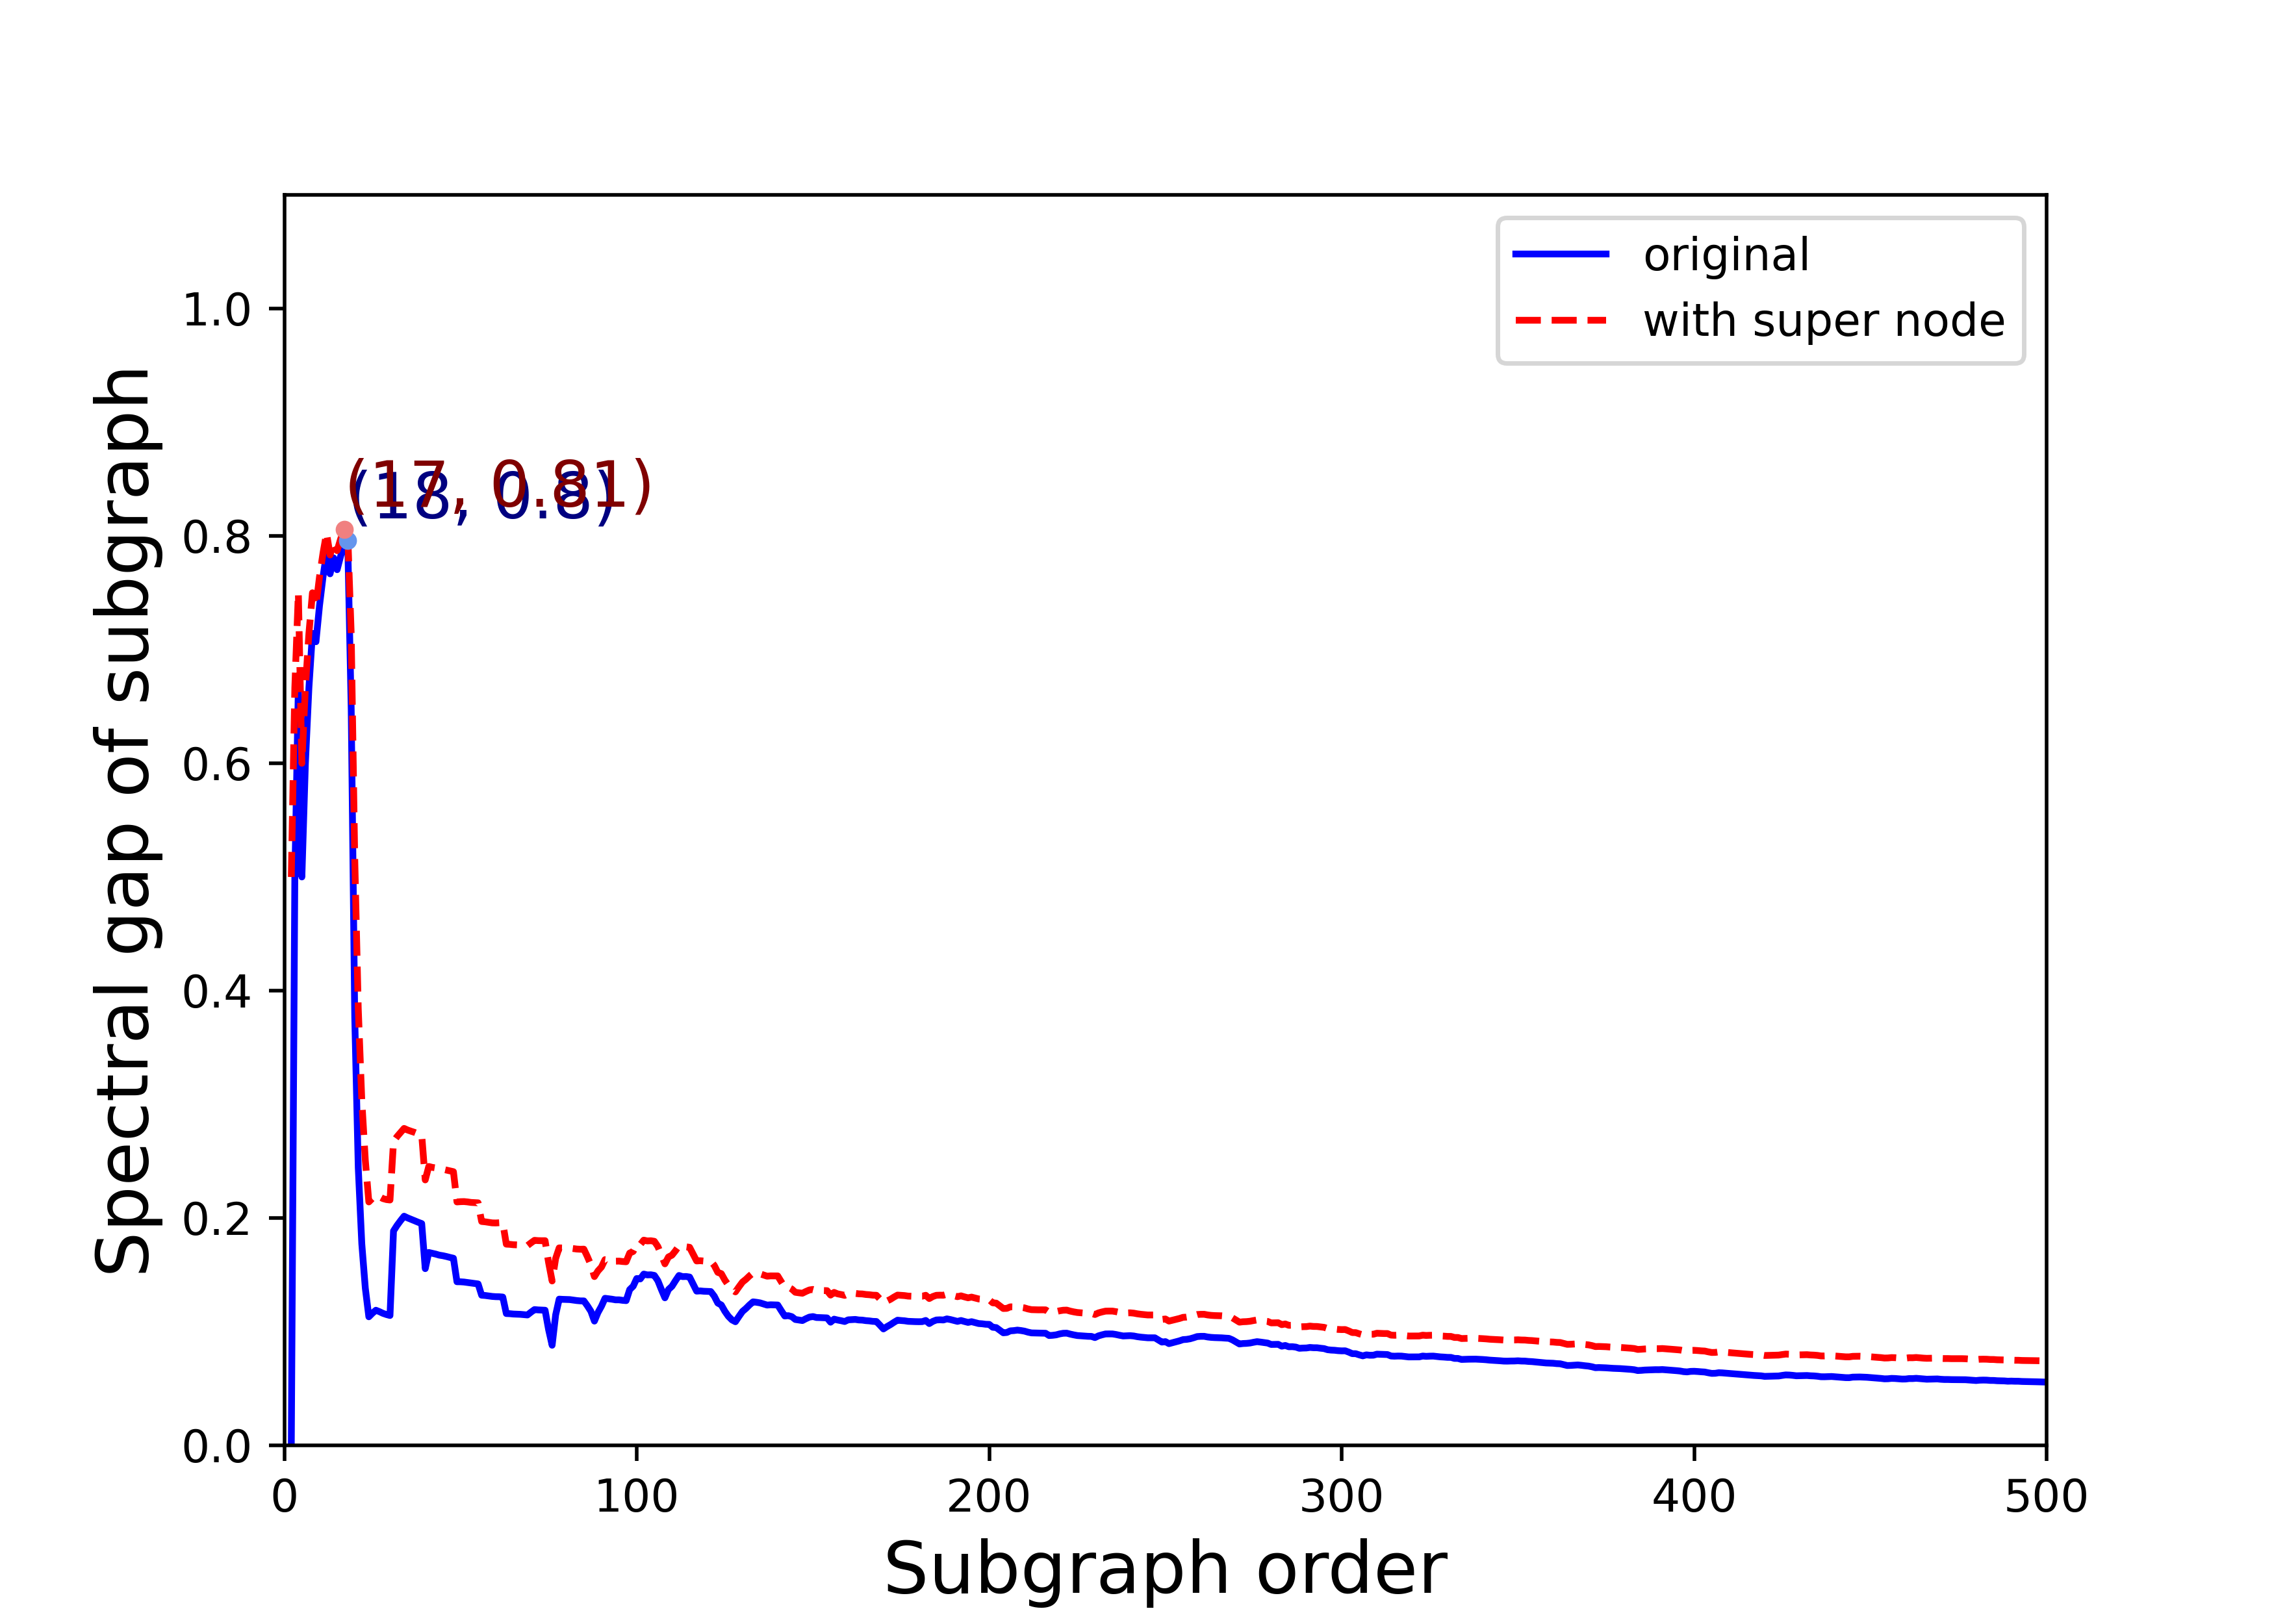 original
with super node
1.0
0.8
0.6
0.4
0.2
0.0
(17, 0.81)
(18, 0.8)
Spectral gap of subgraph
0 100 200 300 400 500
Subgraph order